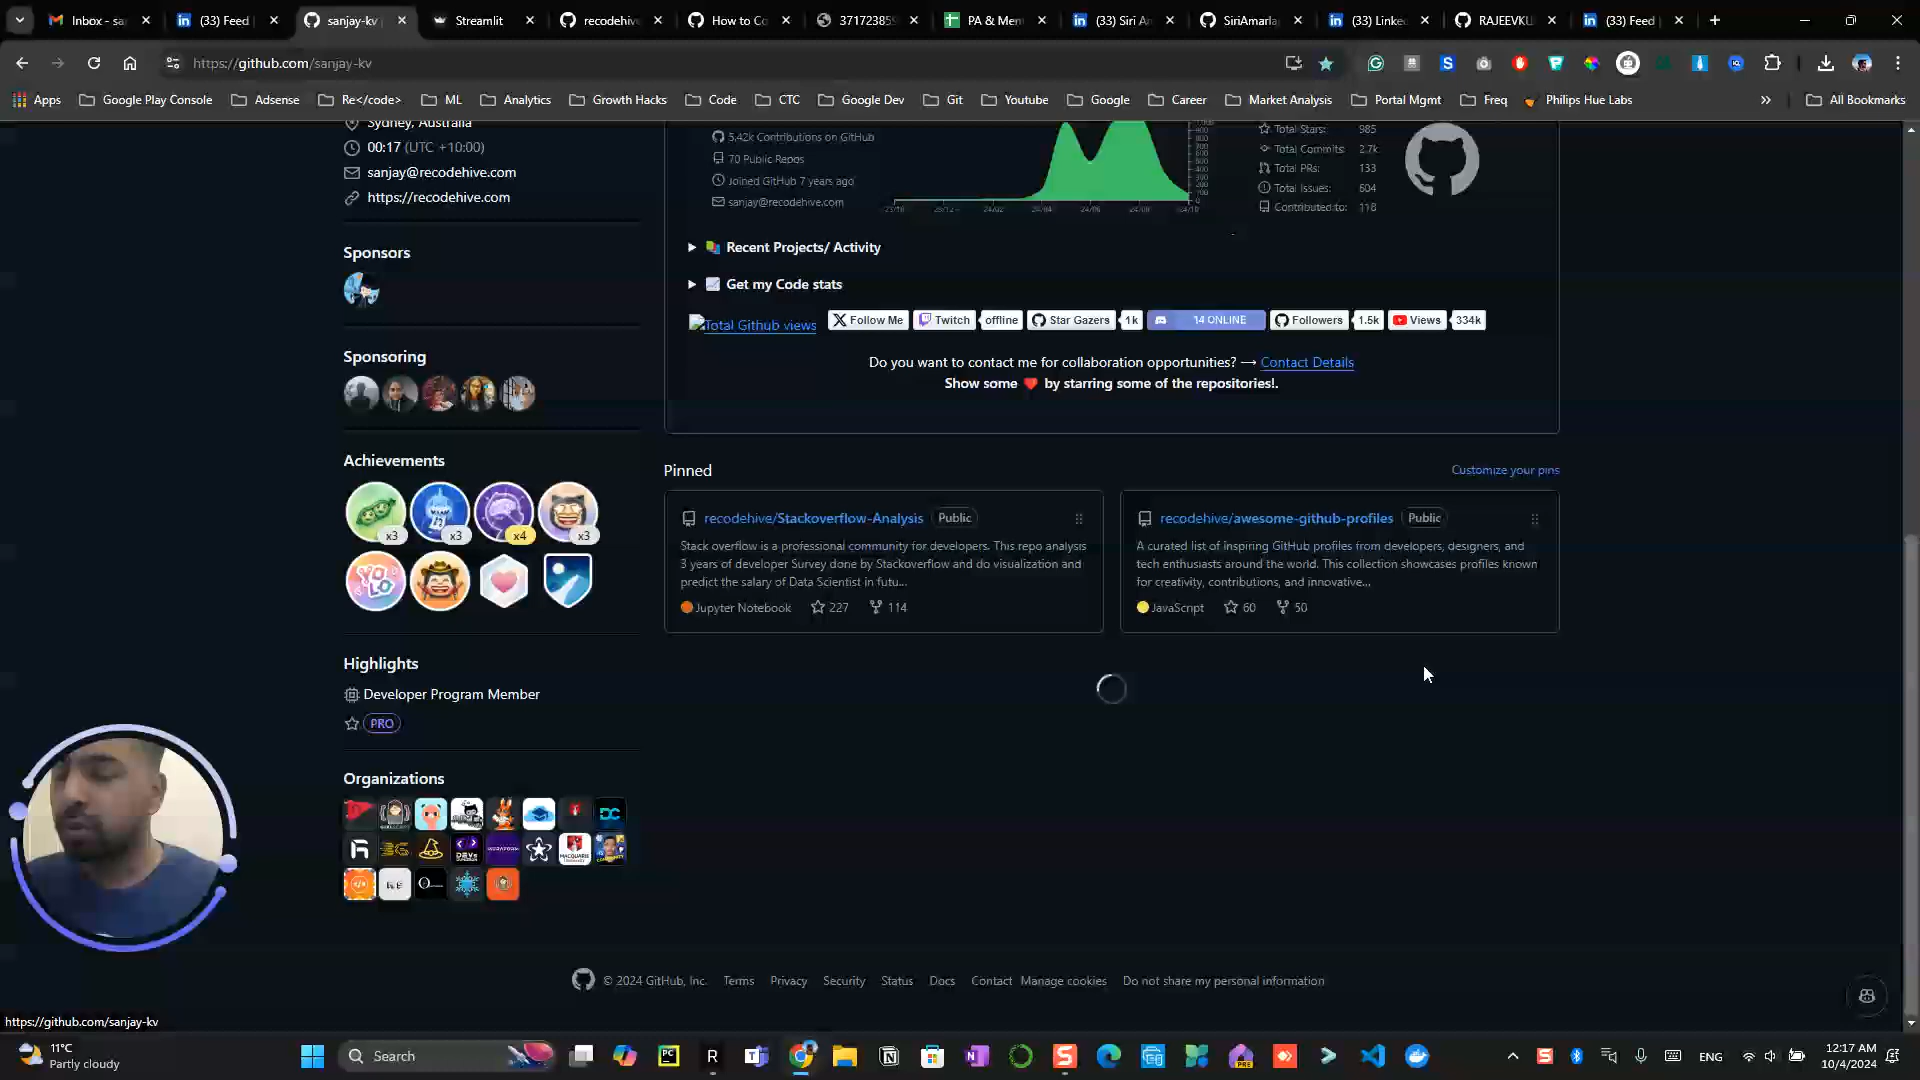 Inbox - sa
(33) Feed
sanjay-kv
Streamlit
recodehiv
How to Co
371723855
PA & Men
(33) Siri A
SiriAmarla
(33) Linke
RAJEEVKU
(33) Feed
https://github.com/sanjay-kv
Apps
Google Play Console
Adsense
Re</code>
ML
Analytics
Growth Hacks
Code
CTC
Google Dev
Git
Youtube
Google
Career
Market Analysis
Portal Mgmt
Freq
Philips Hue Labs
All Bookmarks
Sydney, Australia
00:17 (UTC +10:00)
sanjay@recodehive.com
https://recodehive.com
Sponsors
Sponsoring
Achievements
x3
x3
x4
x3
YOLO
Highlights
Developer Program Member
PRO
Organizations
DC
5.42k Contributions on GitHub
70 Public Repos
Joined GitHub 7 years ago
sanjay@recodehive.com
Total Stars: 985
Total Commits: 2.7k
Total PRs: 133
Total Issues: 604
Contributed to: 118
Recent Projects/ Activity
Get my Code stats
Total Github views
Follow Me
Twitch offline
Star Gazers 1k
14 ONLINE
Followers 1.5k
Views 334k
Do you want to contact me for collaboration opportunities? → Contact Details
Show some ❤️ by starring some of the repositories!.
Pinned
Customize your pins
recodehive/Stackoverflow-Analysis Public
Stack overflow is a professional community for developers. This repo analysis
3 years of developer Survey done by Stackoverflow and do visualization and
predict the salary of Data Scientist in futu...
Jupyter Notebook 227 114
recodehive/awesome-github-profiles Public
A curated list of inspiring GitHub profiles from developers, designers, and
tech enthusiasts around the world. This collection showcases profiles known
for creativity, contributions, and innovative...
JavaScript 60 50
© 2024 GitHub, Inc. Terms Privacy Security Status Docs Contact Manage cookies Do not share my personal information
https://github.com/sanjay-kv
11°C
Partly cloudy
Search
ENG
12:17 AM
10/4/2024